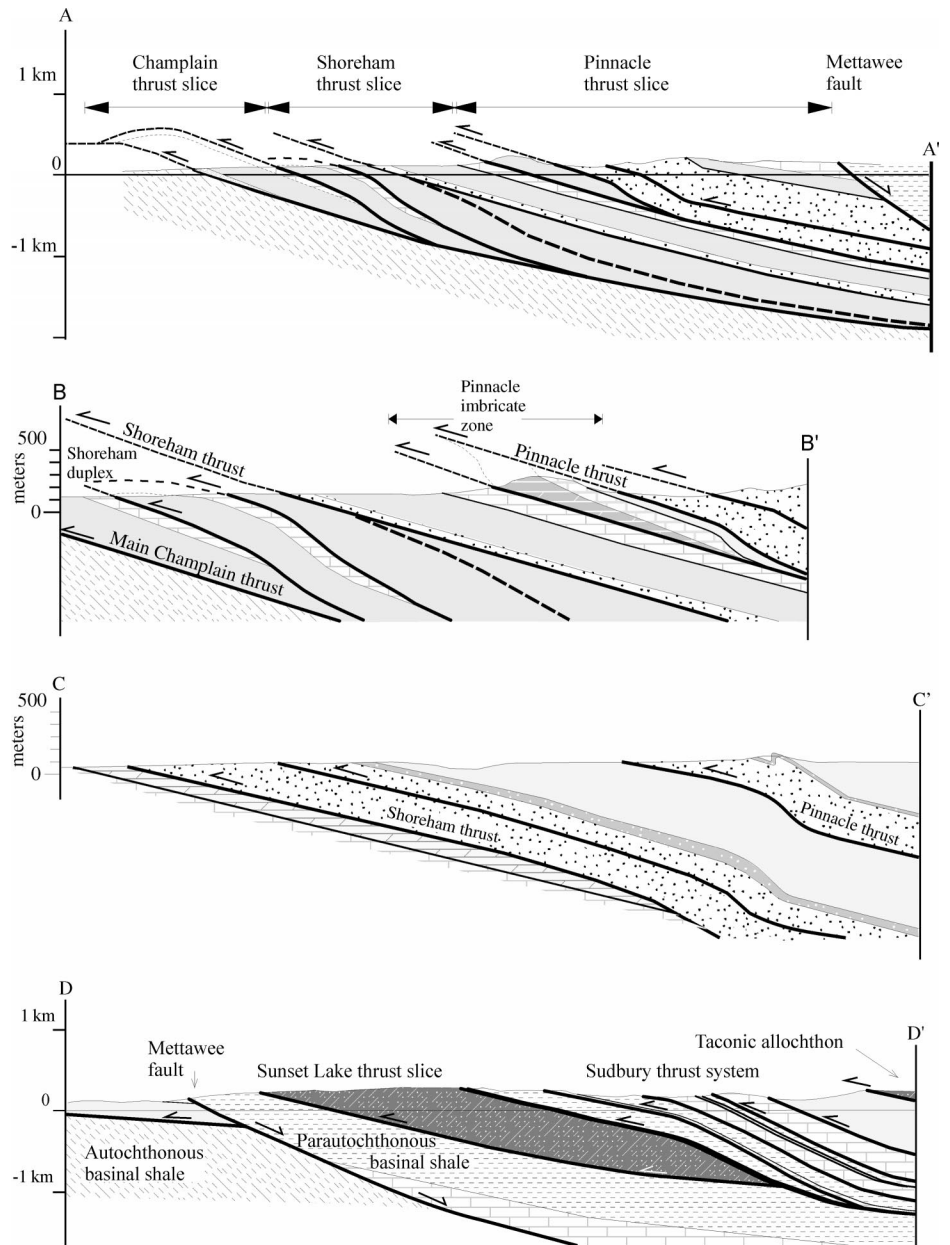 A
1 km
Champlain
thrust slice
Shoreham
thrust slice
Pinnacle
thrust slice
Mettawee
fault
A'
0
-1 km
B
Pinnacle
imbricate
zone
B'
500
meters
0
Shoreham
duplex
Shoreham thrust
Pinnacle thrust
Main Champlain thrust
C
C'
500
meters
0
Shoreham thrust
Pinnacle thrust
D
1 km
D'
Mettawee
fault
Sunset Lake thrust slice
Sudbury thrust system
Taconic allochthon
0
Autochthonous
basinal shale
Parautochthonous
basinal shale
-1 km